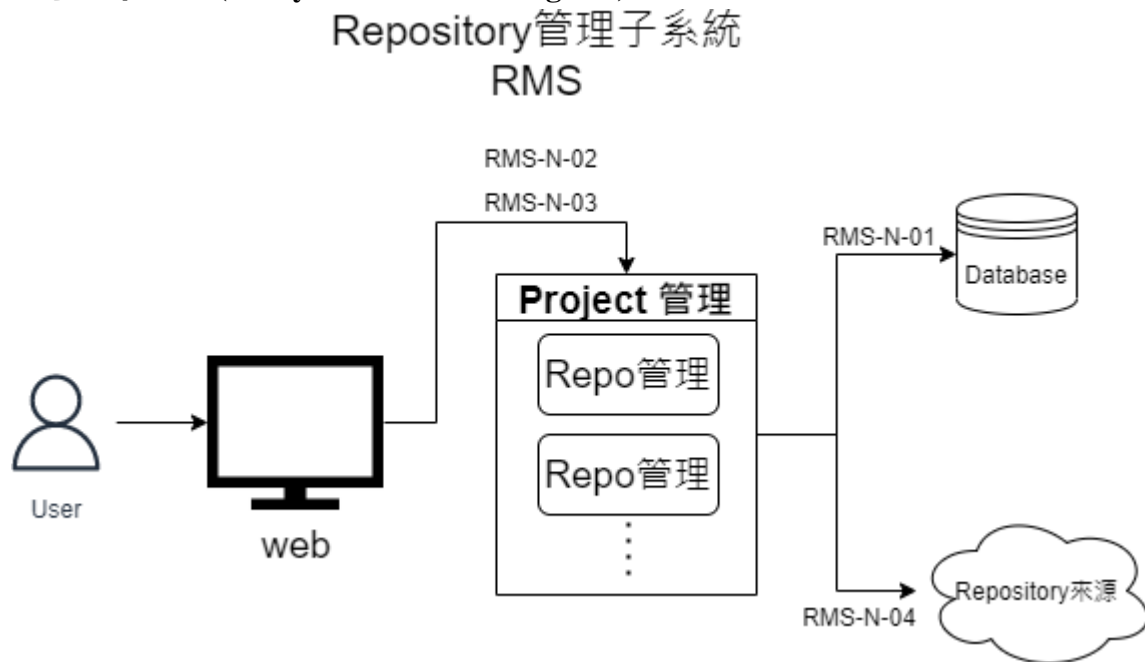 Repository管理子系統
RMS
RMS-N-02
RMS-N-03
RMS-N-01
Database
Project 管理
Repo管理
Repo管理
User
web
Repository來源
RMS-N-04